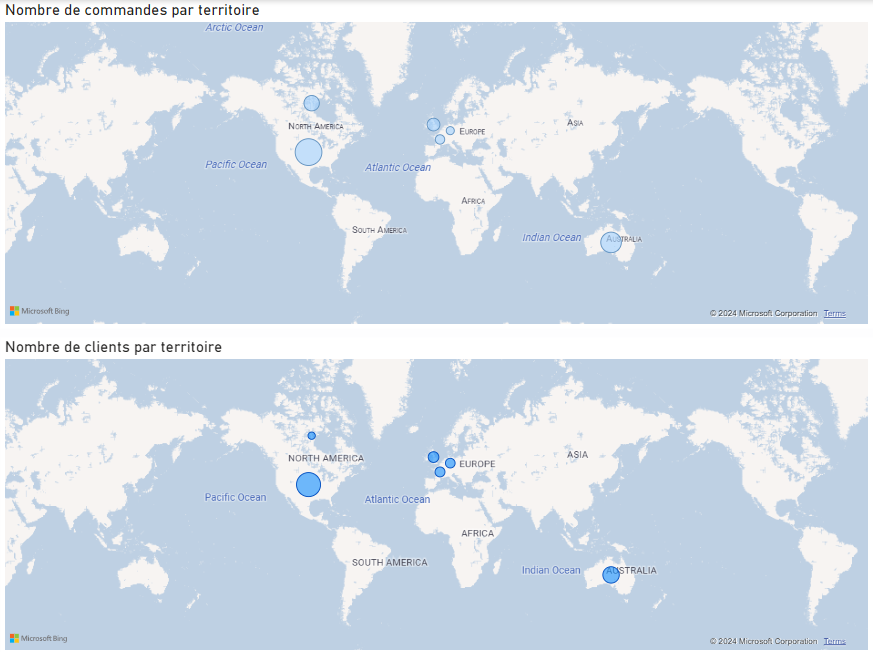 Nombre de commandes par territoire
Arctic Ocean
NORTH AMERICA
EUROPE
ASIA
Pacific Ocean
Atlantic Ocean
AFRICA
SOUTH AMERICA
Indian Ocean
AUSTRALIA
Microsoft Bing
© 2024 Microsoft Corporation Terms
Nombre de clients par territoire
NORTH AMERICA
EUROPE
ASIA
Pacific Ocean
Atlantic Ocean
AFRICA
SOUTH AMERICA
Indian Ocean
AUSTRALIA
Microsoft Bing
© 2024 Microsoft Corporation Terms